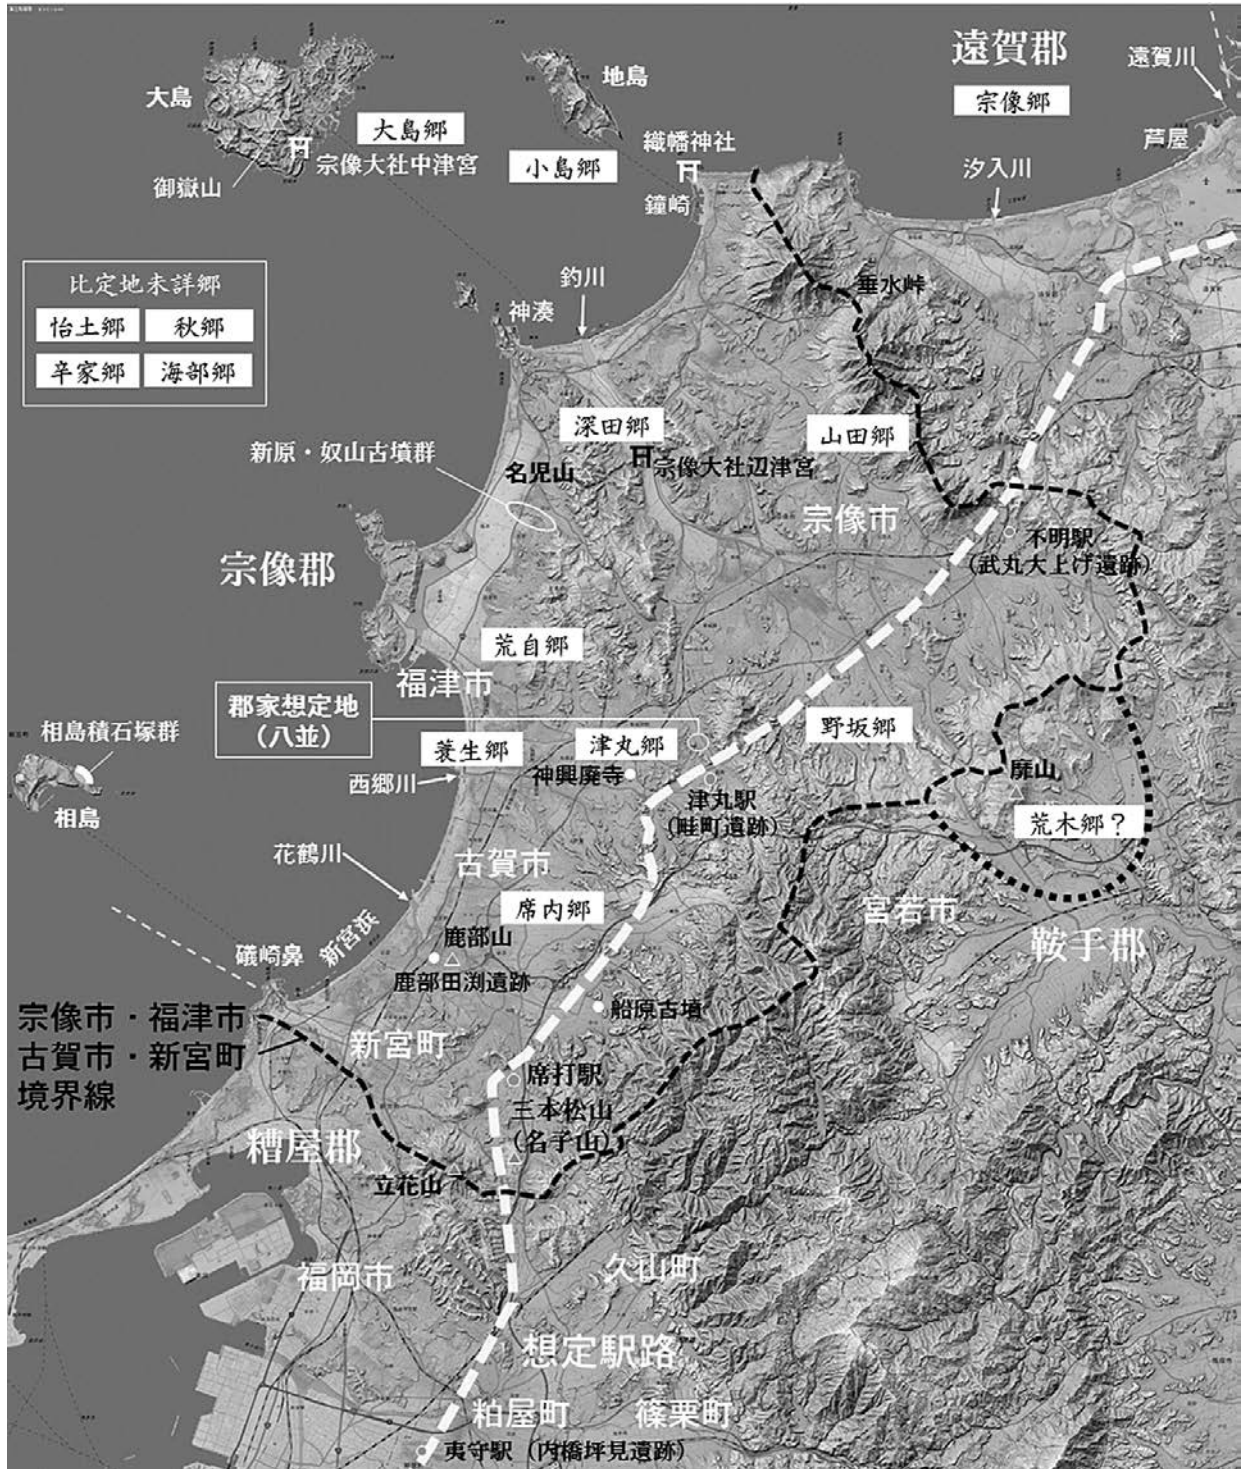 遠賀郡
宗像郷
遠賀川
芦屋
汐入川
大島
大島郷
宗像大社中津宮
御嶽山
地島
小島郷
織幡神社
鐘崎
比定地未詳郷
怡土郷
秋郷
辛家郷
海部郷
釣川
神湊
垂水峠
深田郷
宗像大社辺津宮
山田郷
新原・奴山古墳群
名児山
宗像市
不明駅
(武丸大上げ遺跡)
宗像郡
荒自郷
福津市
郡家想定地
(八並)
蓑生郷
津丸郷
野坂郷
神興廃寺
西郷川
津丸駅
(畦町遺跡)
靡山
荒木郷?
相島積石塚群
相島
花鶴川
古賀市
席内郷
宮若市
鞍手郡
新宮浜
礒崎鼻
鹿部山
鹿部田渕遺跡
船原古墳
宗像市・福津市
古賀市・新宮町
境界線
新宮町
席打駅
三本松山
(名子山)
糟屋郡
立花山
福岡市
久山町
想定駅路
粕屋町
篠栗町
夷守駅(内橋坪見遺跡)